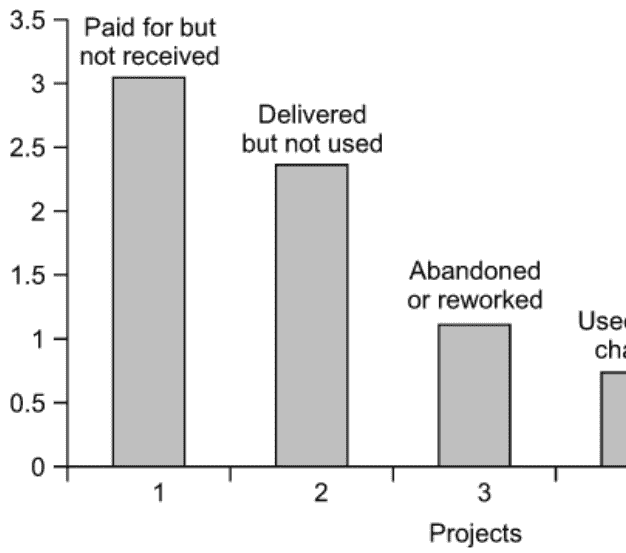 3.5
Paid for but
not received
3
Delivered
but not used
2.5
2
Abandoned
or reworked
1.5
1
0.5
0
1 2 3
Projects